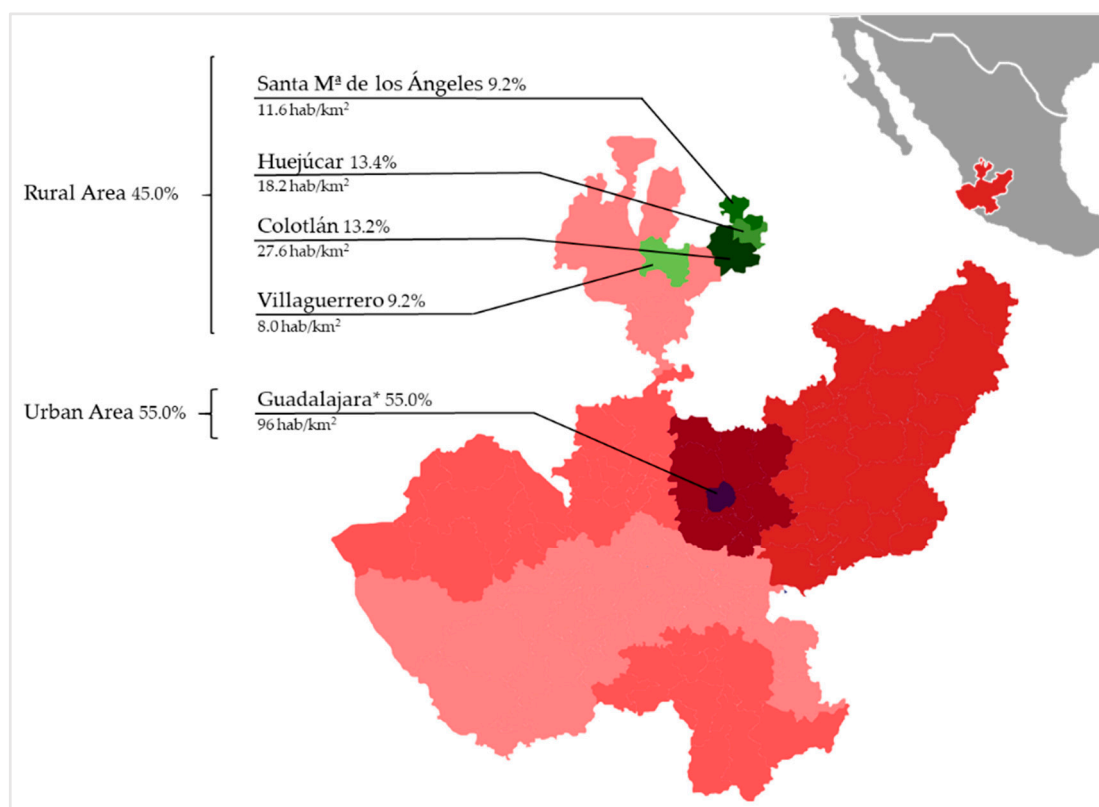 Santa Mª de los Ángeles 9.2%
11.6 hab/km²
Huejúcar 13.4%
18.2 hab/km²
Rural Area 45.0%
Colotlán 13.2%
27.6 hab/km²
Villaguerrero 9.2%
8.0 hab/km²
Urban Area 55.0%
Guadalajara* 55.0%
96 hab/km²